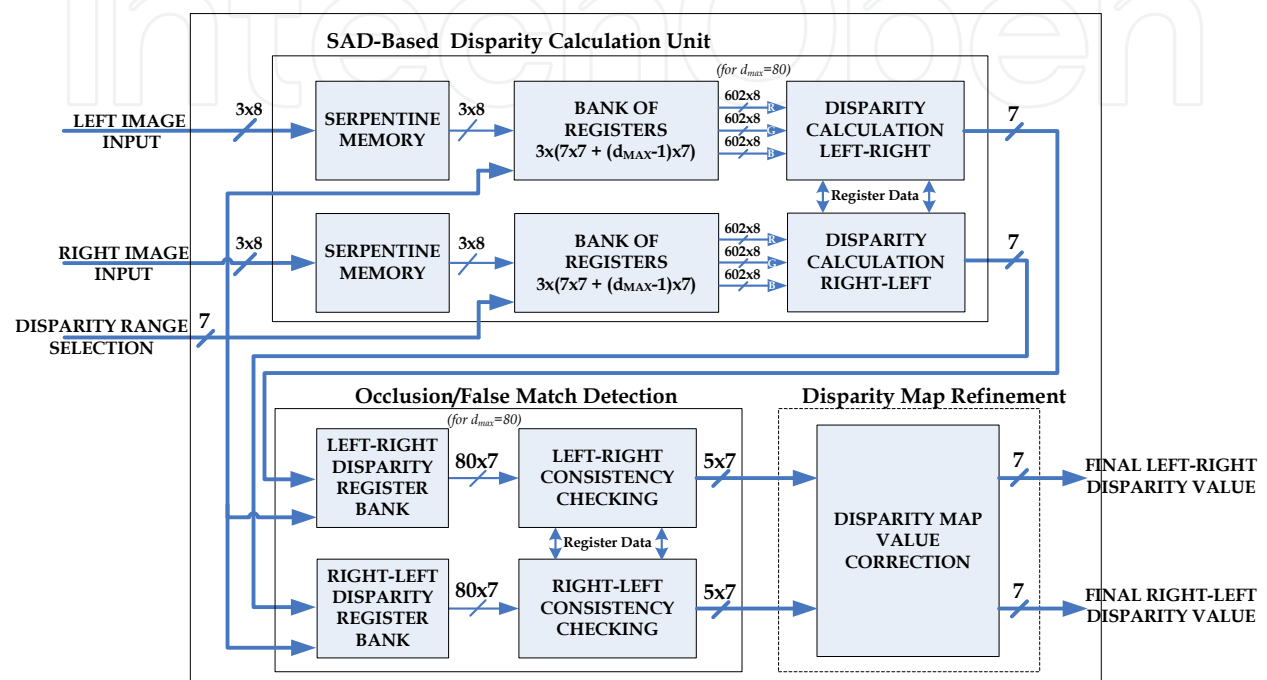 IntechOpen
SAD-Based Disparity Calculation Unit
(for dmax=80)
LEFT IMAGE
INPUT
3x8
SERPENTINE
MEMORY
3x8
BANK OF
REGISTERS
3x(7x7 + (dMAX-1)x7)
602x8
R
602x8
G
602x8
B
DISPARITY
CALCULATION
LEFT-RIGHT
7
Register Data
RIGHT IMAGE
INPUT
3x8
SERPENTINE
MEMORY
3x8
BANK OF
REGISTERS
3x(7x7 + (dMAX-1)x7)
602x8
R
602x8
G
602x8
B
DISPARITY
CALCULATION
RIGHT-LEFT
7
DISPARITY RANGE
SELECTION
7
Occlusion/False Match Detection
(for dmax=80)
LEFT-RIGHT
DISPARITY
REGISTER
BANK
80x7
LEFT-RIGHT
CONSISTENCY
CHECKING
5x7
Register Data
RIGHT-LEFT
DISPARITY
REGISTER
BANK
80x7
RIGHT-LEFT
CONSISTENCY
CHECKING
5x7
Disparity Map Refinement
DISPARITY MAP
VALUE
CORRECTION
7
FINAL LEFT-RIGHT
DISPARITY VALUE
7
FINAL RIGHT-LEFT
DISPARITY VALUE